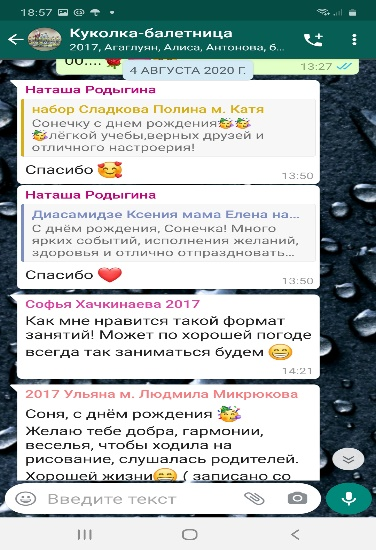 18:57
Куколка-балетница
2017, Агаглуян, Алиса, Антонова, б...
13:27
4 АВГУСТА 2020 Г.
Наташа Родыгина
набор Сладкова Полина м. Катя
Сонечку с днем рождения
лёгкой учебы,верных друзей и
отличного настроерия!
Спасибо
13:50
Наташа Родыгина
Диасамидзе Ксения мама Елена на...
С днём рождения, Сонечка! Много
ярких событий, исполнения желаний,
здоровья и отлично отпраздновать...
Спасибо
13:50
Софья Хачкинаева 2017
Как мне нравится такой формат
занятий! Может по хорошей погоде
всегда так заниматься будем
14:21
2017 Ульяна м. Людмила Микрюкова
Соня, с днём рождения
Желаю тебе добра, гармонии,
веселья, чтобы ходила на
рисование, слушалась родителей.
Хорошей жизни ( записано со
Введите текст